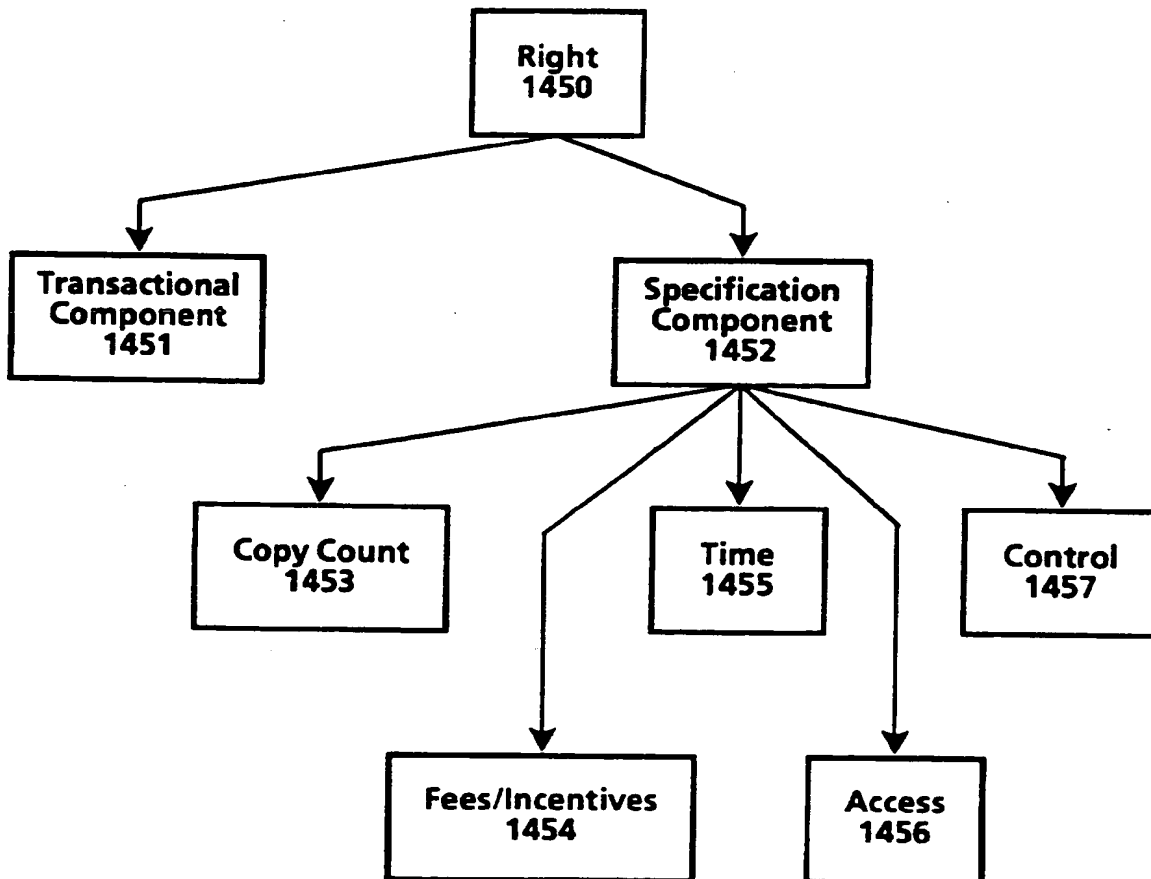 Right
1450
Transactional
Component
1451
Specification
Component
1452
Copy Count
1453
Time
1455
Control
1457
Fees/Incentives
1454
Access
1456